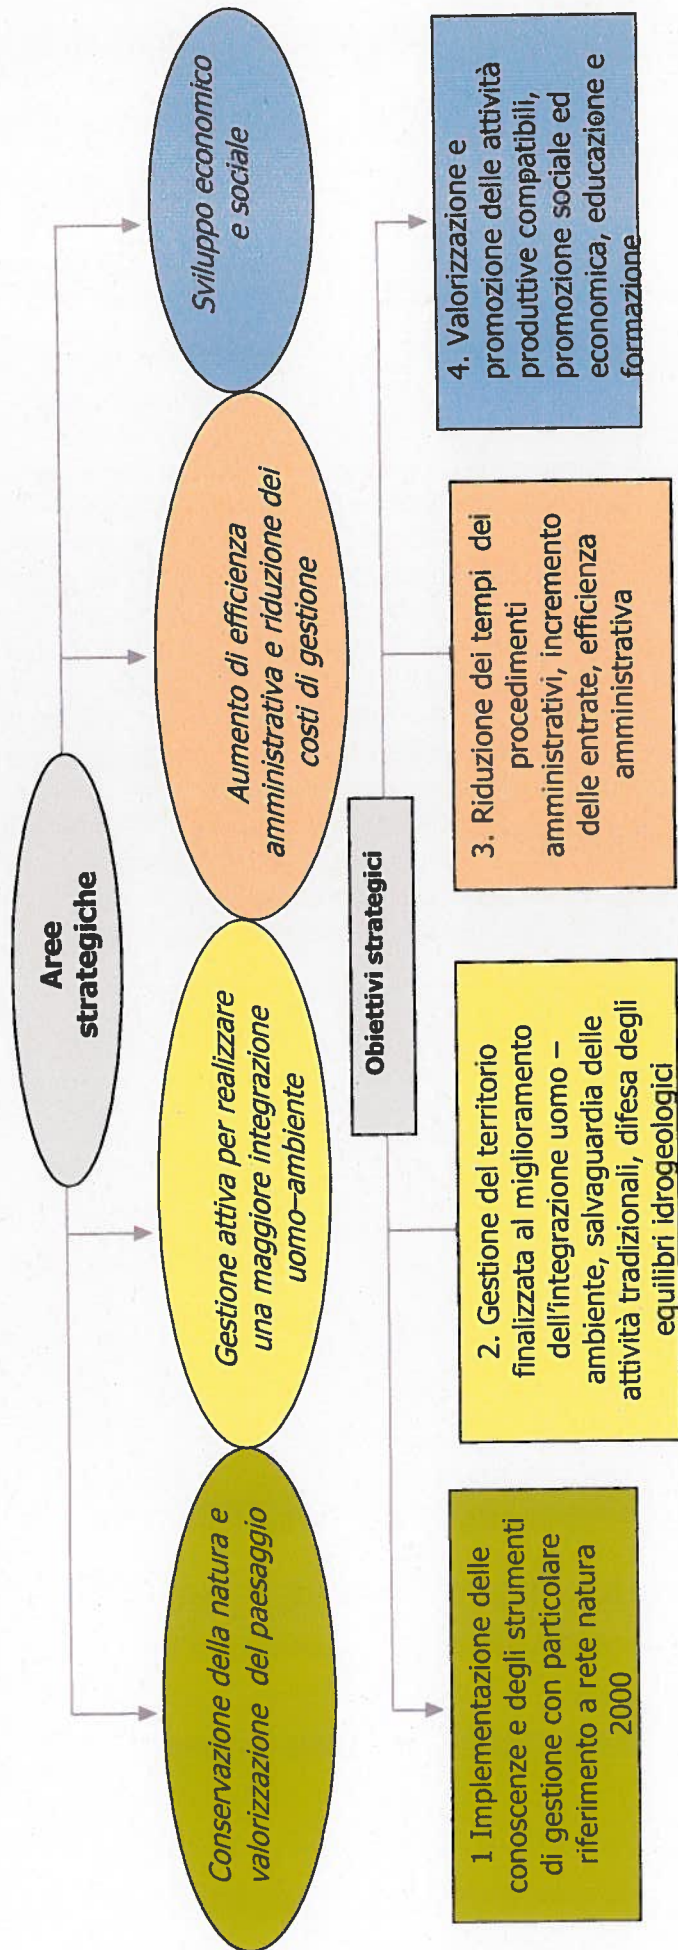 Aree
strategiche
Conservazione della natura e
valorizzazione del paesaggio
Gestione attiva per realizzare
una maggiore integrazione
uomo–ambiente
Aumento di efficienza
amministrativa e riduzione dei
costi di gestione
Sviluppo economico
e sociale
Obiettivi strategici
1 Implementazione delle
conoscenze e degli strumenti
di gestione con particolare
riferimento a rete natura
2000
2. Gestione del territorio
finalizzata al miglioramento
dell'integrazione uomo –
ambiente, salvaguardia delle
attività tradizionali, difesa degli
equilibri idrogeologici
3. Riduzione dei tempi dei
procedimenti
amministrativi, incremento
delle entrate, efficienza
amministrativa
4. Valorizzazione e
promozione delle attività
produttive compatibili,
promozione sociale ed
economica, educazione e
formazione